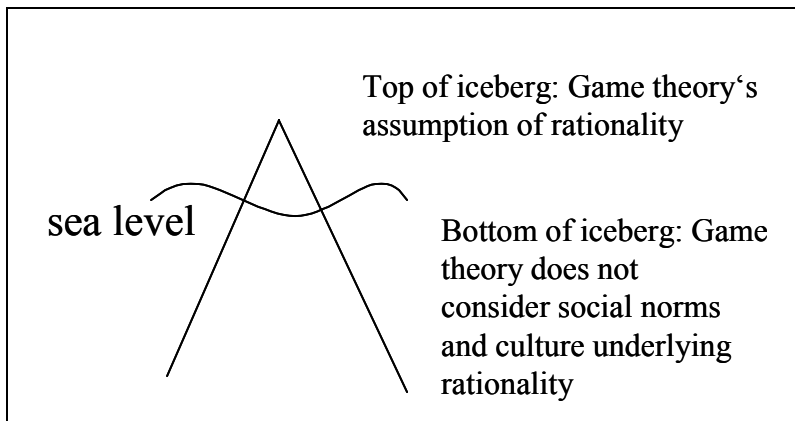 Top of iceberg: Game theory‘s
assumption of rationality
sea level
Bottom of iceberg: Game
theory does not
consider social norms
and culture underlying
rationality